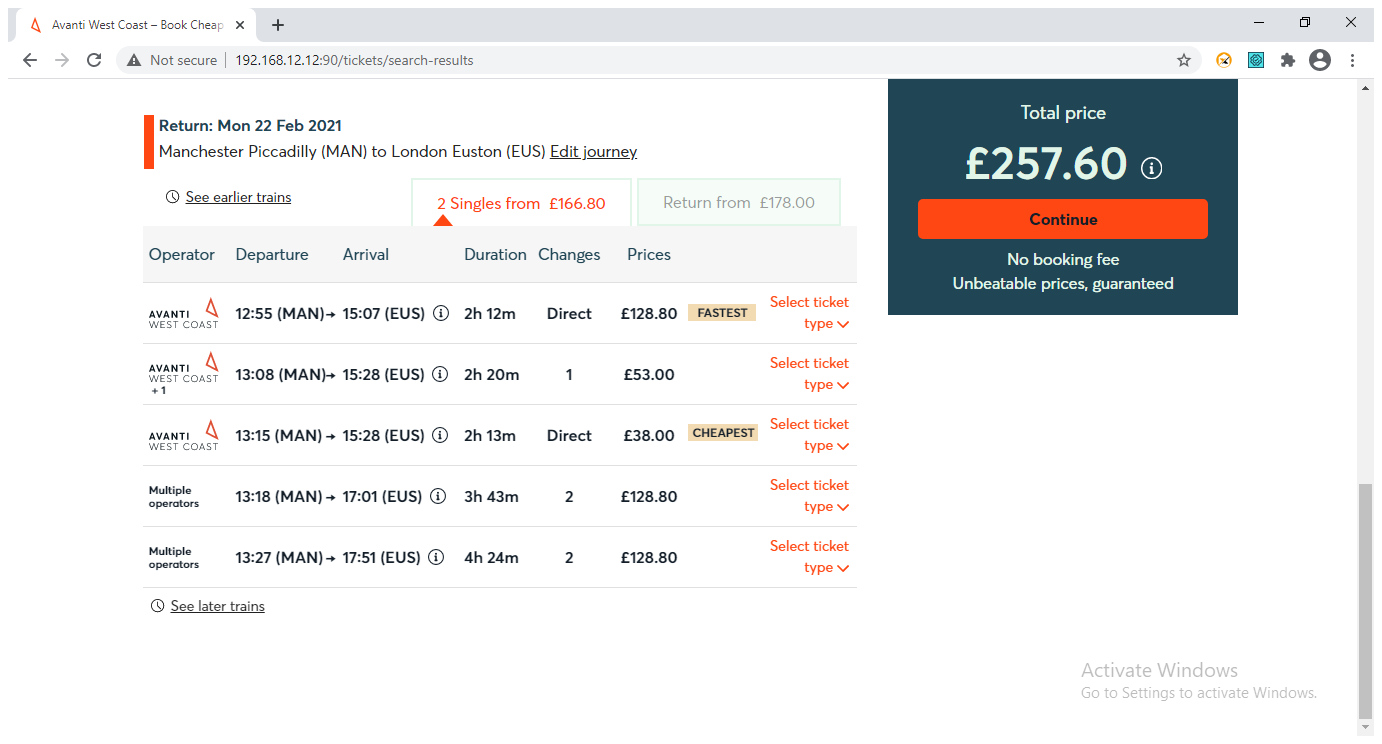 Avanti West Coast – Book Cheap
Not secure
192.168.12.12:90/tickets/search-results
Return: Mon 22 Feb 2021
Manchester Piccadilly (MAN) to London Euston (EUS) Edit journey
See earlier trains
2 Singles from £166.80
Return from £178.00
Operator Departure Arrival Duration Changes Prices
AVANTI
WEST COAST
12:55 (MAN)→ 15:07 (EUS) 2h 12m Direct £128.80 FASTEST
Select ticket
type
AVANTI
WEST COAST
+ 1
13:08 (MAN)→ 15:28 (EUS) 2h 20m 1 £53.00
Select ticket
type
AVANTI
WEST COAST
13:15 (MAN)→ 15:28 (EUS) 2h 13m Direct £38.00 CHEAPEST
Select ticket
type
Multiple
operators
13:18 (MAN)→ 17:01 (EUS) 3h 43m 2 £128.80
Select ticket
type
Multiple
operators
13:27 (MAN)→ 17:51 (EUS) 4h 24m 2 £128.80
Select ticket
type
See later trains
Total price
£257.60
Continue
No booking fee
Unbeatable prices, guaranteed
Activate Windows
Go to Settings to activate Windows.